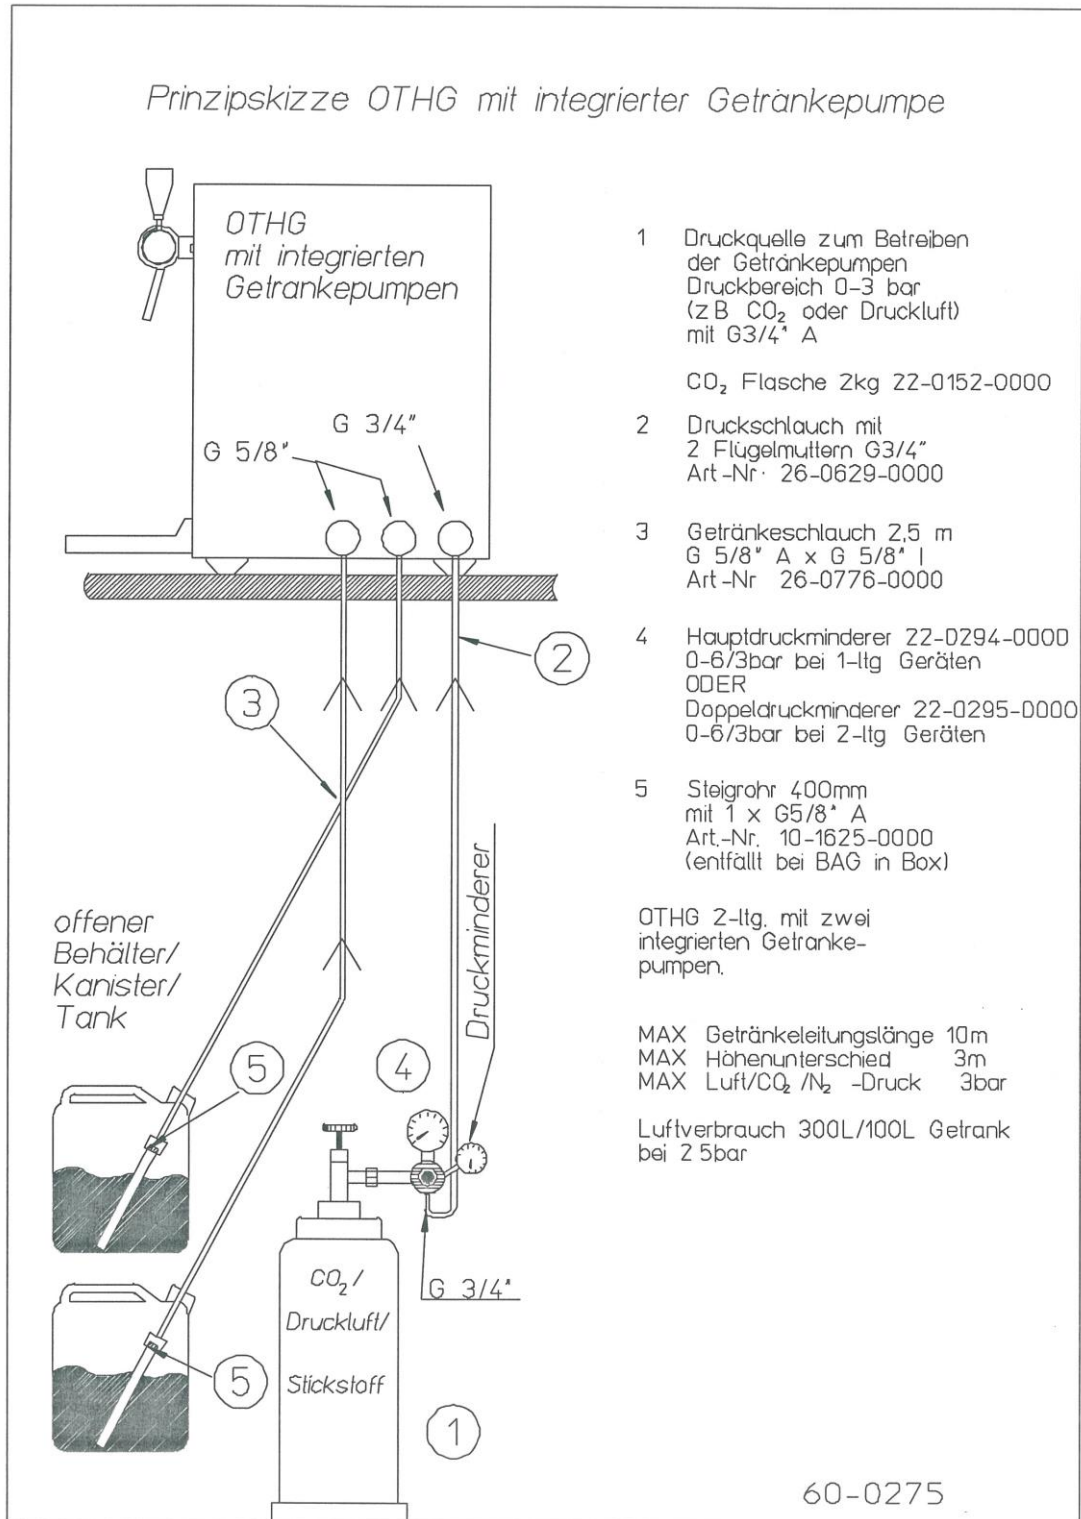 Prinzipskizze OTHG mit integrierter Getränkepumpe
OTHG
mit integrierten
Getrankepumpen
G 3/4"
G 5/8"
2
3
offener
Behälter/
Kanister/
Tank
5
4
Druckminderer
CO₂/
Druckluft/
Stickstoff
G 3/4"
5
1
1 Druckquelle zum Betreiben
der Getränkepumpen
Druckbereich 0-3 bar
(z B CO₂ oder Druckluft)
mit G3/4" A
CO₂ Flasche 2kg 22-0152-0000
2 Druckschlauch mit
2 Flügelmuttern G3/4"
Art-Nr· 26-0629-0000
3 Getränkeschlauch 2,5 m
G 5/8" A x G 5/8" I
Art-Nr 26-0776-0000
4 Hauptdruckminderer 22-0294-0000
0-6/3bar bei 1-ltg Geräten
ODER
Doppeldruckminderer 22-0295-0000
0-6/3bar bei 2-ltg Geräten
5 Steigrohr 400mm
mit 1 x G5/8" A
Art.-Nr. 10-1625-0000
(entfällt bei BAG in Box)
OTHG 2-ltg. mit zwei
integrierten Getranke-
pumpen.
MAX Getränkeleitungslänge 10m
MAX Höhenunterschied 3m
MAX Luft/CO₂ /N₂ -Druck 3bar
Luftverbrauch 300L/100L Getrank
bei 2 5bar
60-0275